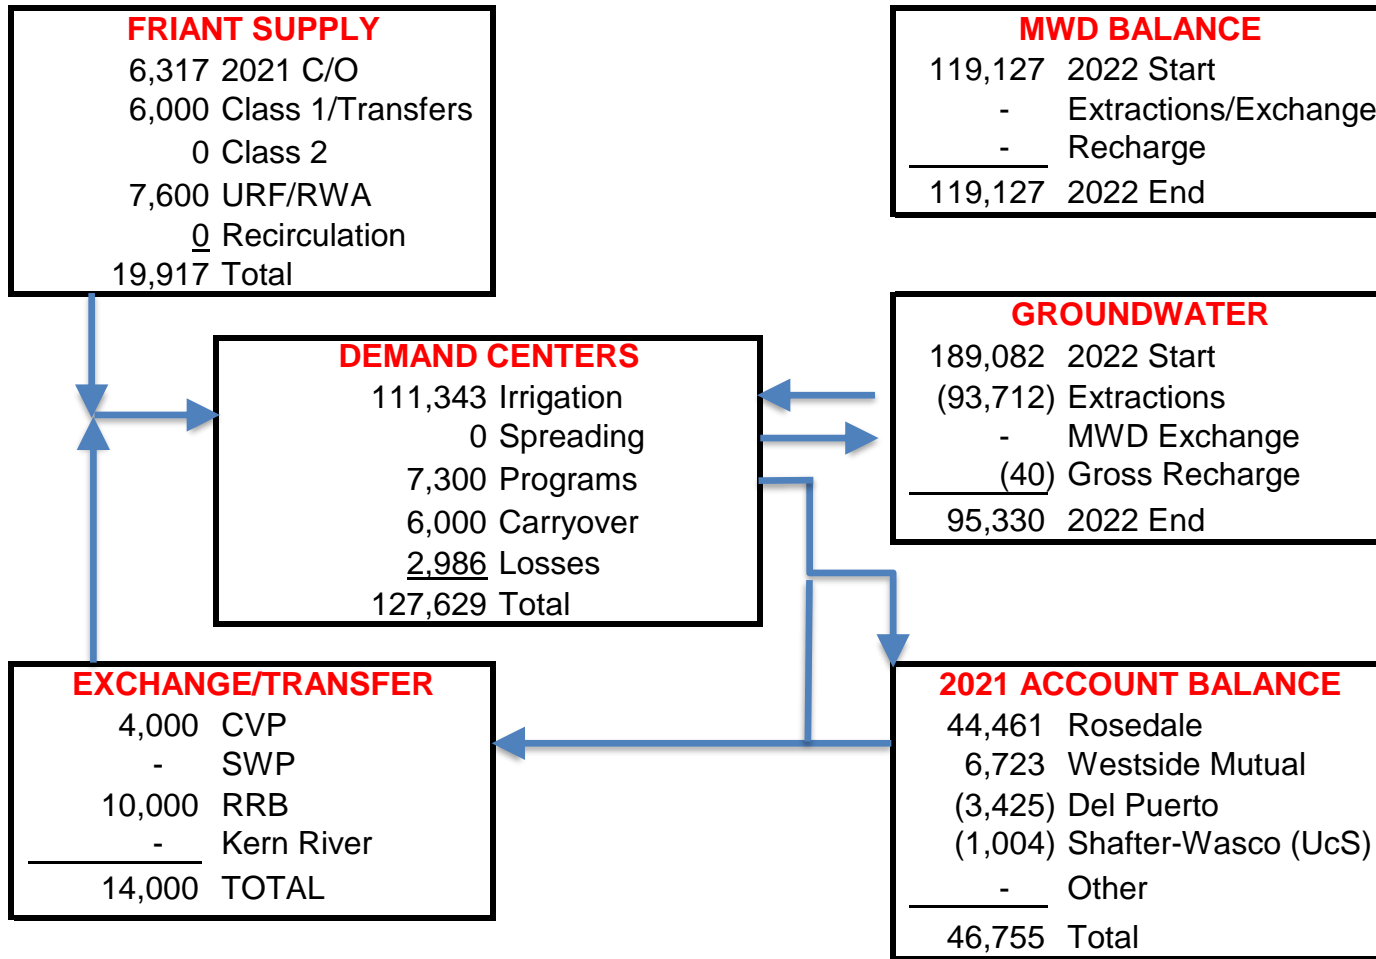 FRIANT SUPPLY
6,317 2021 C/O
6,000 Class 1/Transfers
0 Class 2
7,600 URF/RWA
0 Recirculation
19,917 Total
MWD BALANCE
119,127 2022 Start
- Extractions/Exchange
- Recharge
119,127 2022 End
DEMAND CENTERS
111,343 Irrigation
0 Spreading
7,300 Programs
6,000 Carryover
2,986 Losses
127,629 Total
GROUNDWATER
189,082 2022 Start
(93,712) Extractions
- MWD Exchange
(40) Gross Recharge
95,330 2022 End
EXCHANGE/TRANSFER
4,000 CVP
- SWP
10,000 RRB
- Kern River
14,000 TOTAL
2021 ACCOUNT BALANCE
44,461 Rosedale
6,723 Westside Mutual
(3,425) Del Puerto
(1,004) Shafter-Wasco (UcS)
- Other
46,755 Total